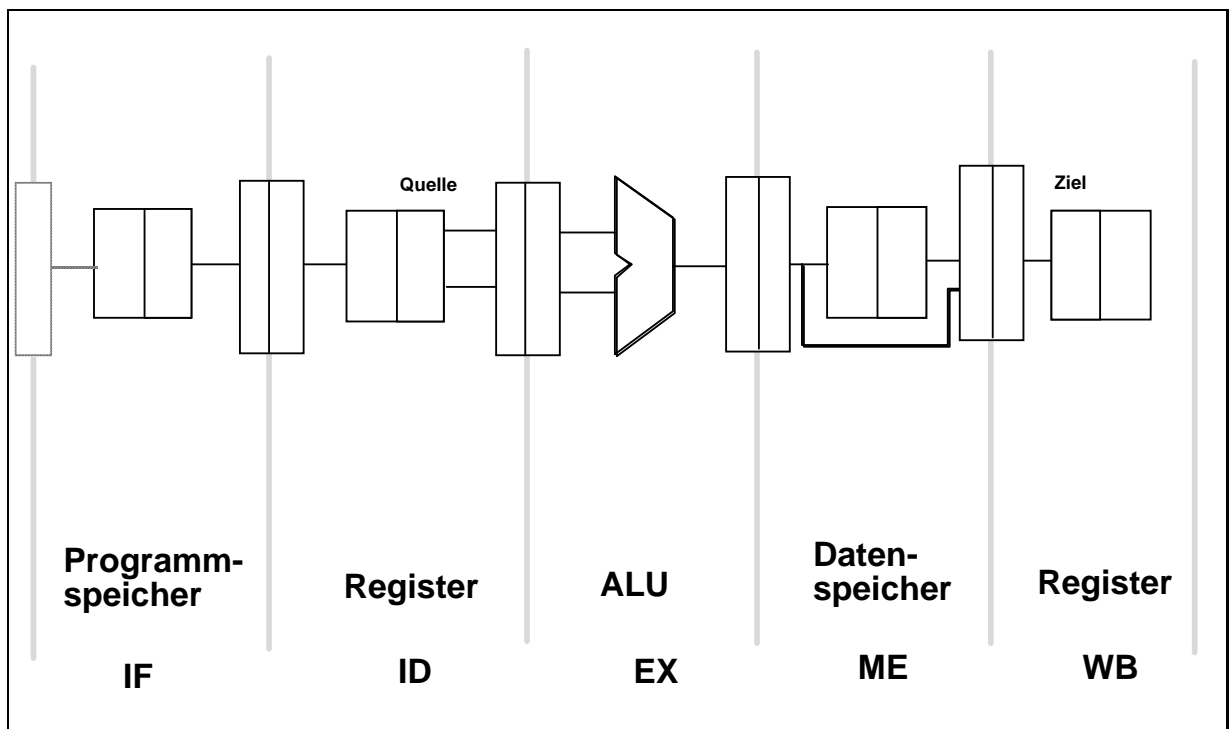 Quelle
Ziel
Programm-
speicher
Register
ALU
Daten-
speicher
Register
IF
ID
EX
ME
WB